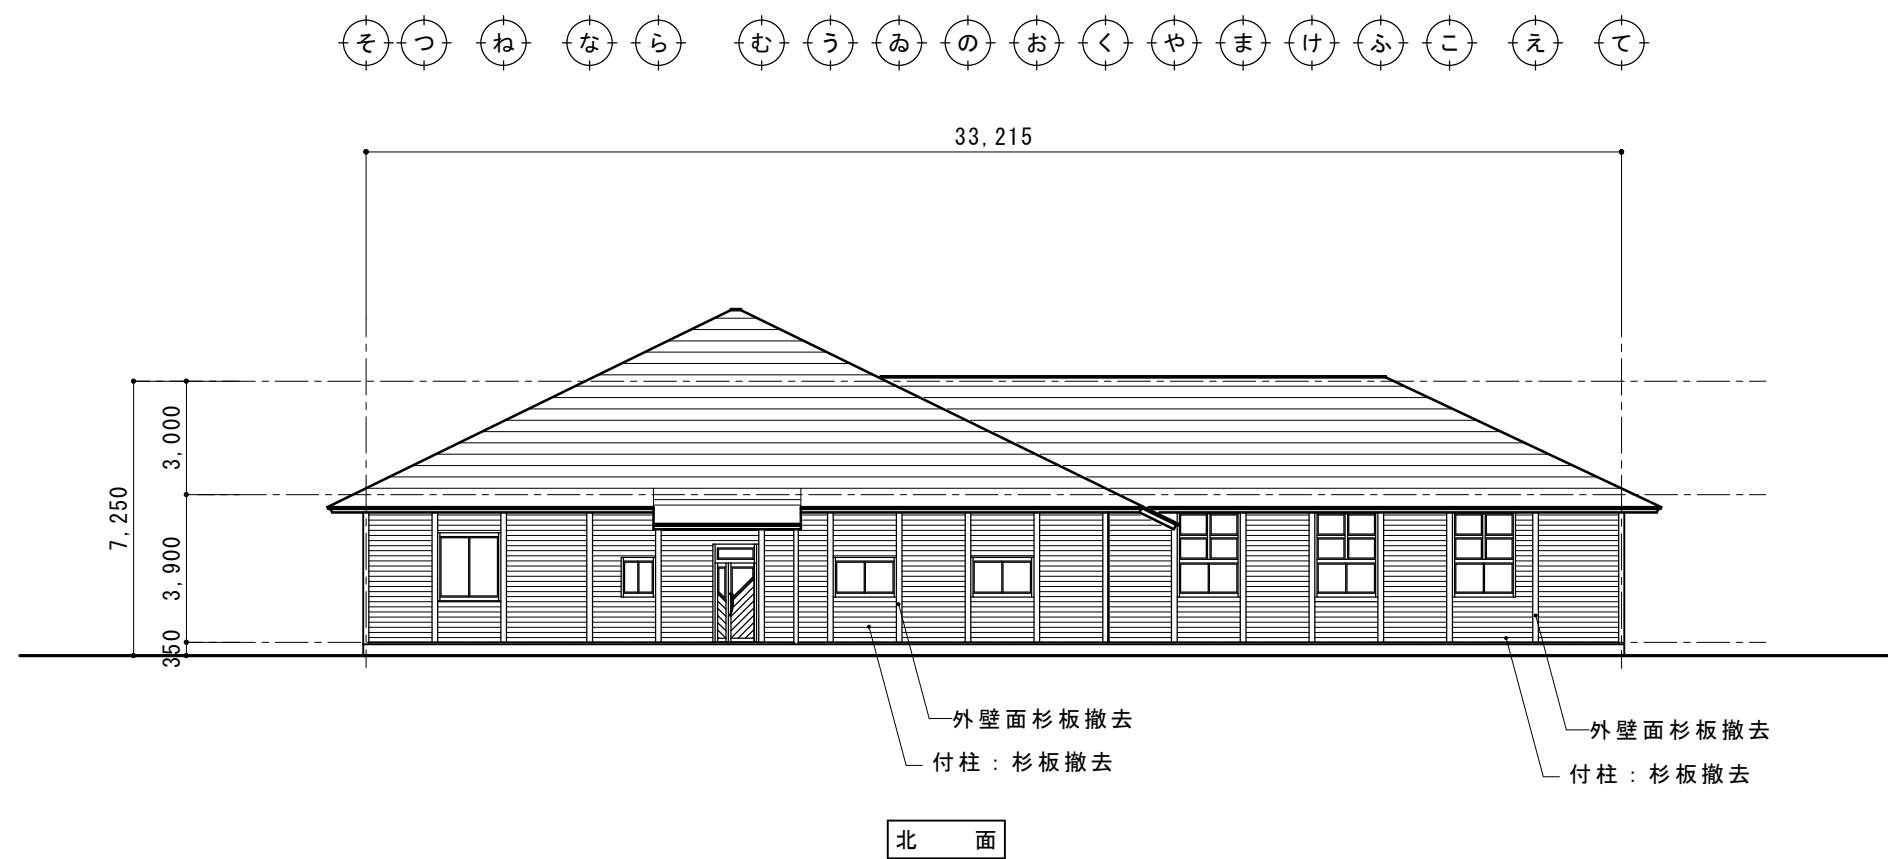 そ つ ね な ら む う ゐ の お く や ま け ふ こ え て
33,215
3,000
7,250
3,900
350
外壁面杉板撤去
付柱：杉板撤去
外壁面杉板撤去
付柱：杉板撤去
北　面